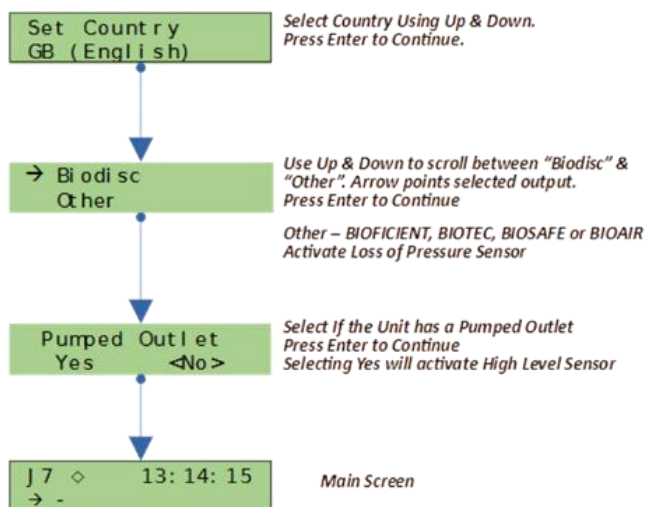 Set Country
GB (English)
Select Country Using Up & Down.
Press Enter to Continue.
→ Biodisc
Other
Use Up & Down to scroll between “Biodisc” &
“Other”. Arrow points selected output.
Press Enter to Continue
Other – BIOFICIENT, BIOTEC, BIOSAFE or BIOAIR
Activate Loss of Pressure Sensor
Pumped Outlet
Yes <No>
Select If the Unit has a Pumped Outlet
Press Enter to Continue
Selecting Yes will activate High Level Sensor
J7 ◇ 13:14:15
→ -
Main Screen